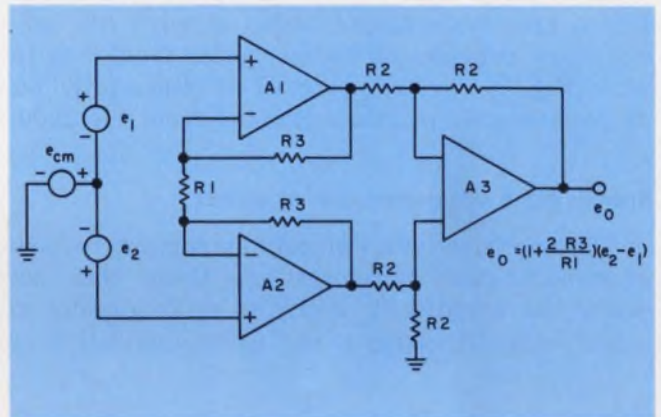 R2
R2
+
A1
−
+
e1
−
R3
ecm
− +
A3
R1
e0
−
R3
e2
+
−
A2
+
R2
e0 =(1+2 R3/R1)(e2−e1)
R2